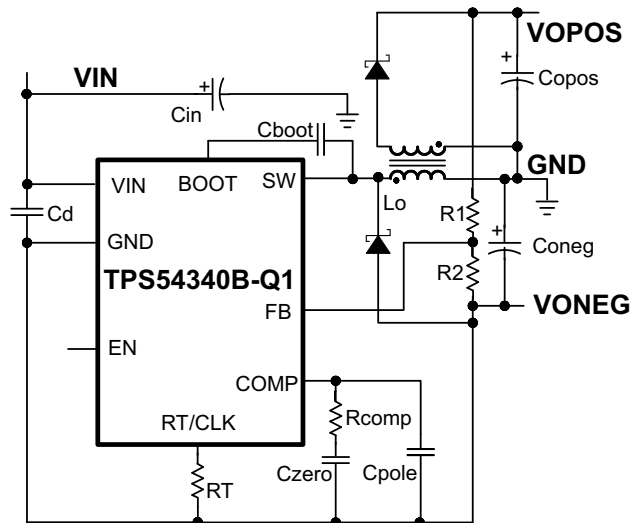 VOPOS
VIN
Copos
Cin
Cboot
GND
VIN
BOOT
SW
Lo
R1
Cd
GND
Coneg
TPS54340B-Q1
R2
FB
VONEG
EN
COMP
RT/CLK
Rcomp
Czero
Cpole
RT